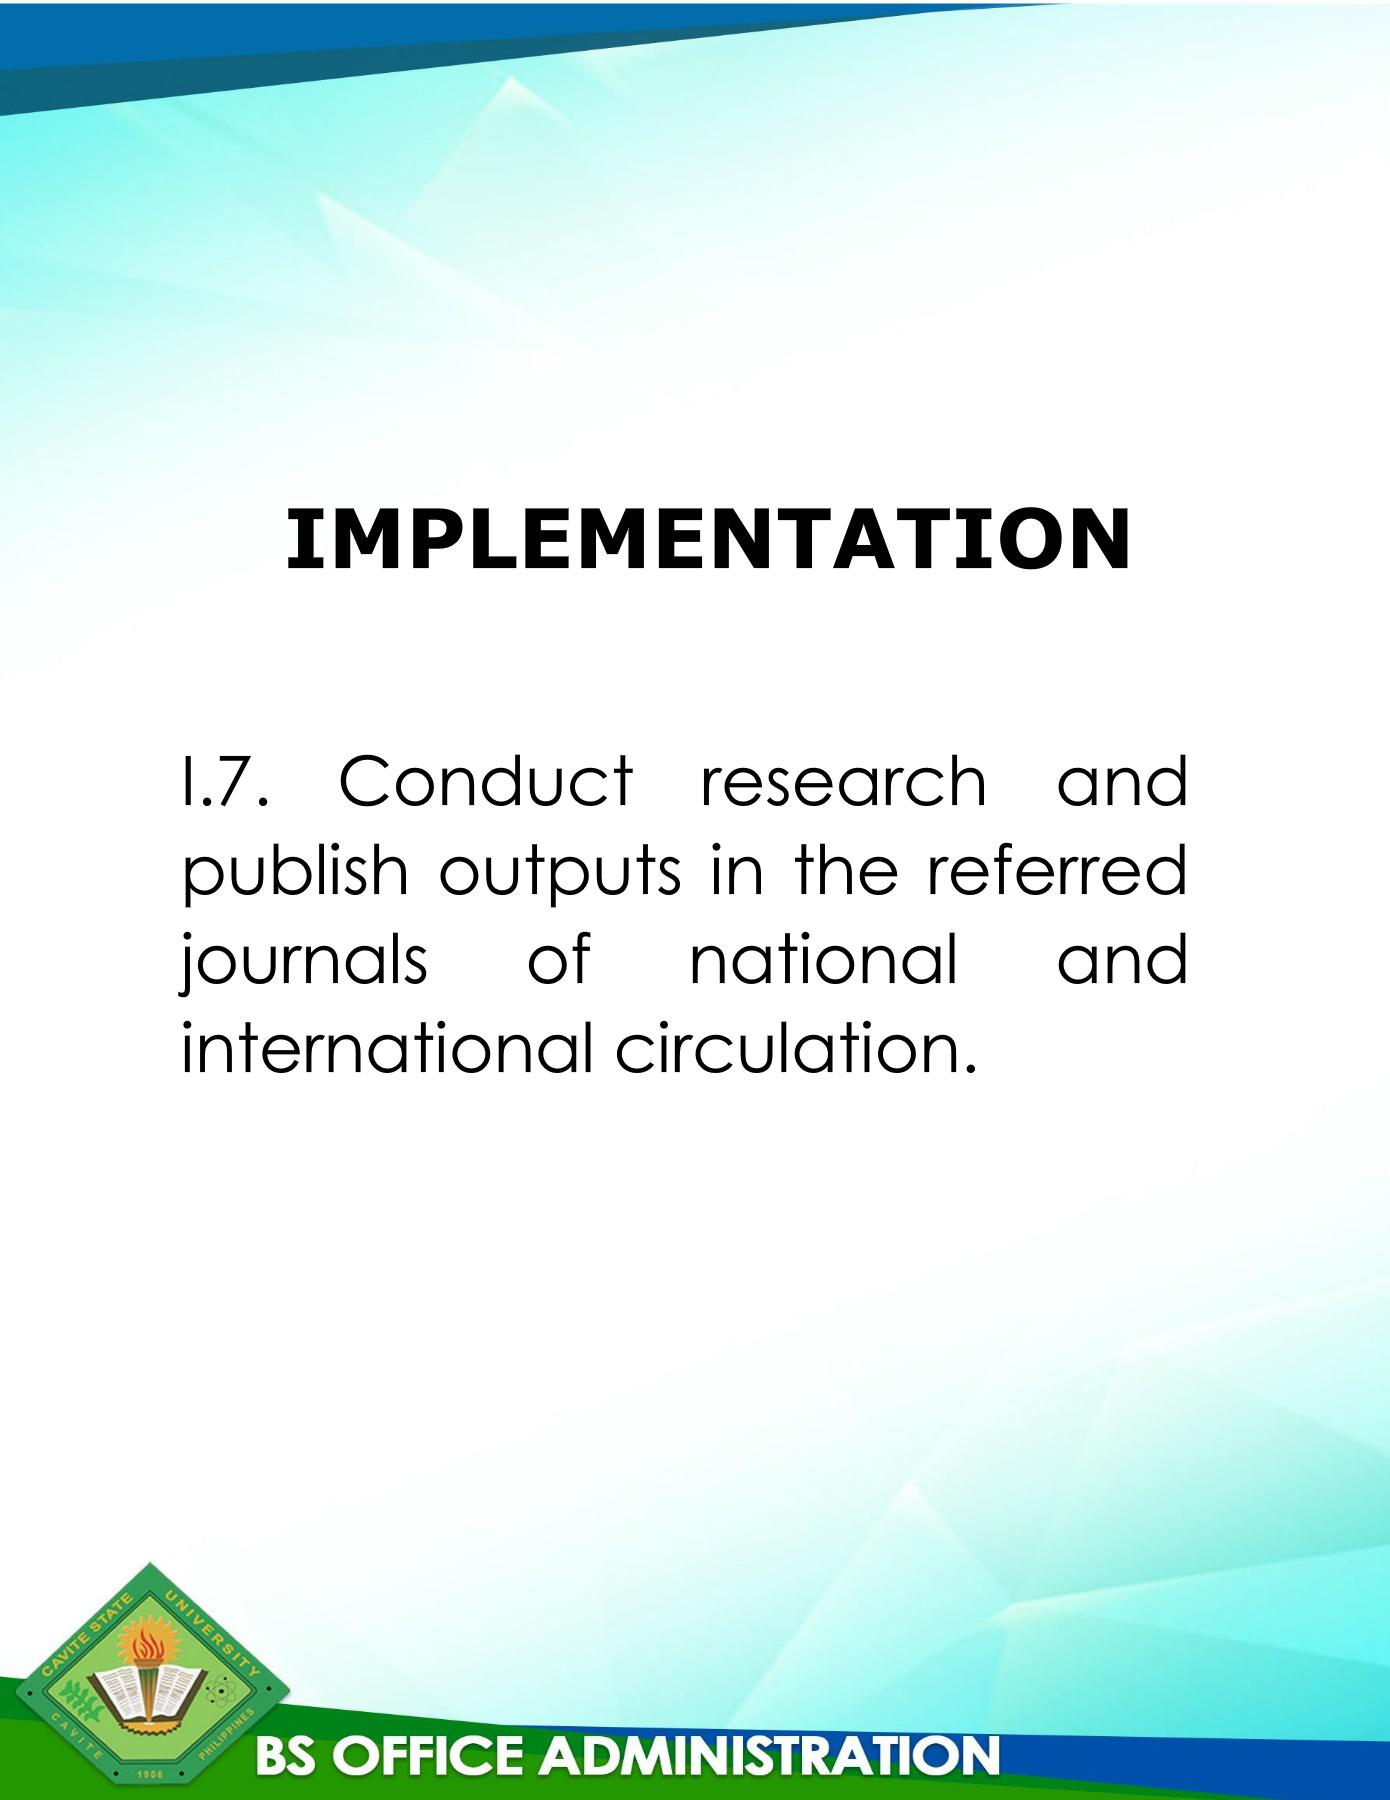 IMPLEMENTATION
I.7. Conduct research and
publish outputs in the referred
journals of national and
international circulation.
CAVITE STATE
UNIVERSITY
CAVITE
PHILIPPINES
1906
BS OFFICE ADMINISTRATION